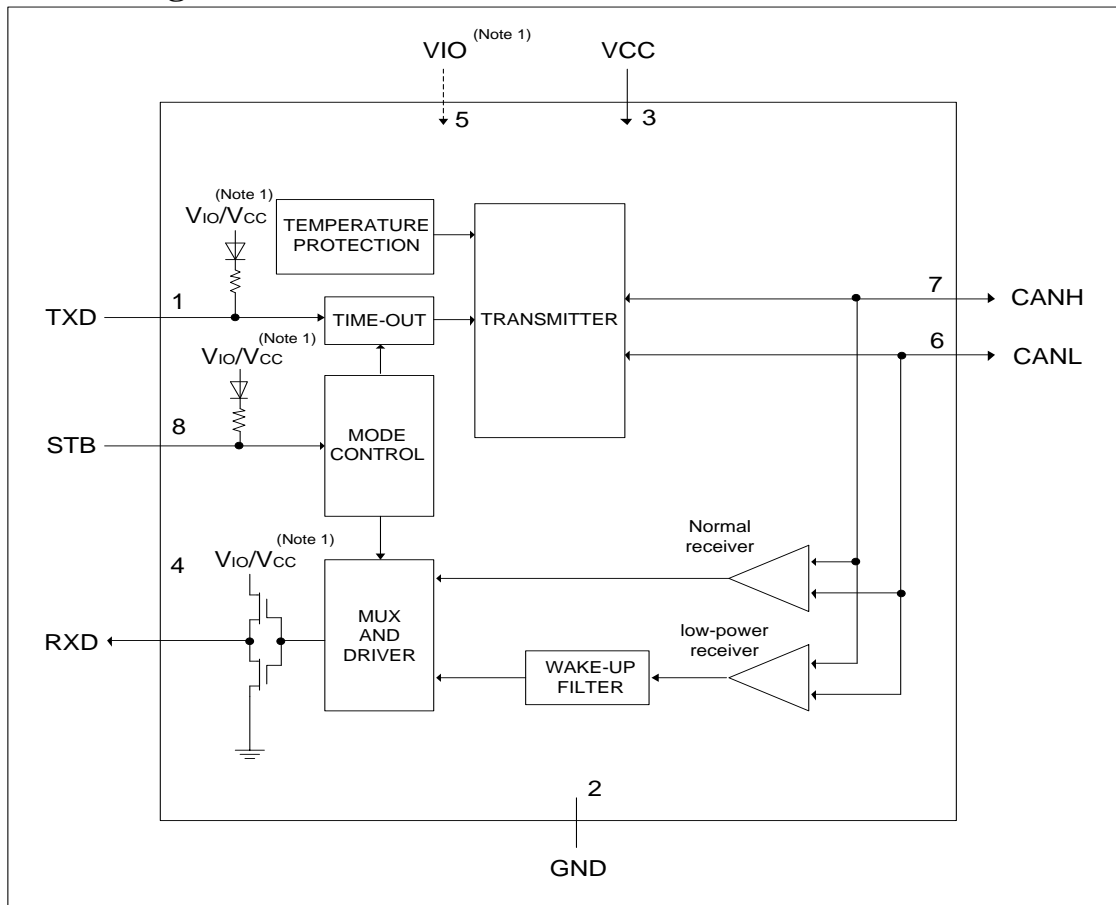 VIO (Note 1)
VCC
5
3
(Note 1)
VIO/VCC
TEMPERATURE
PROTECTION
TXD
1
TIME-OUT
TRANSMITTER
7
CANH
(Note 1)
VIO/VCC
6
CANL
STB
8
MODE
CONTROL
(Note 1)
VIO/VCC
4
Normal
receiver
RXD
MUX
AND
DRIVER
low-power
receiver
WAKE-UP
FILTER
2
GND